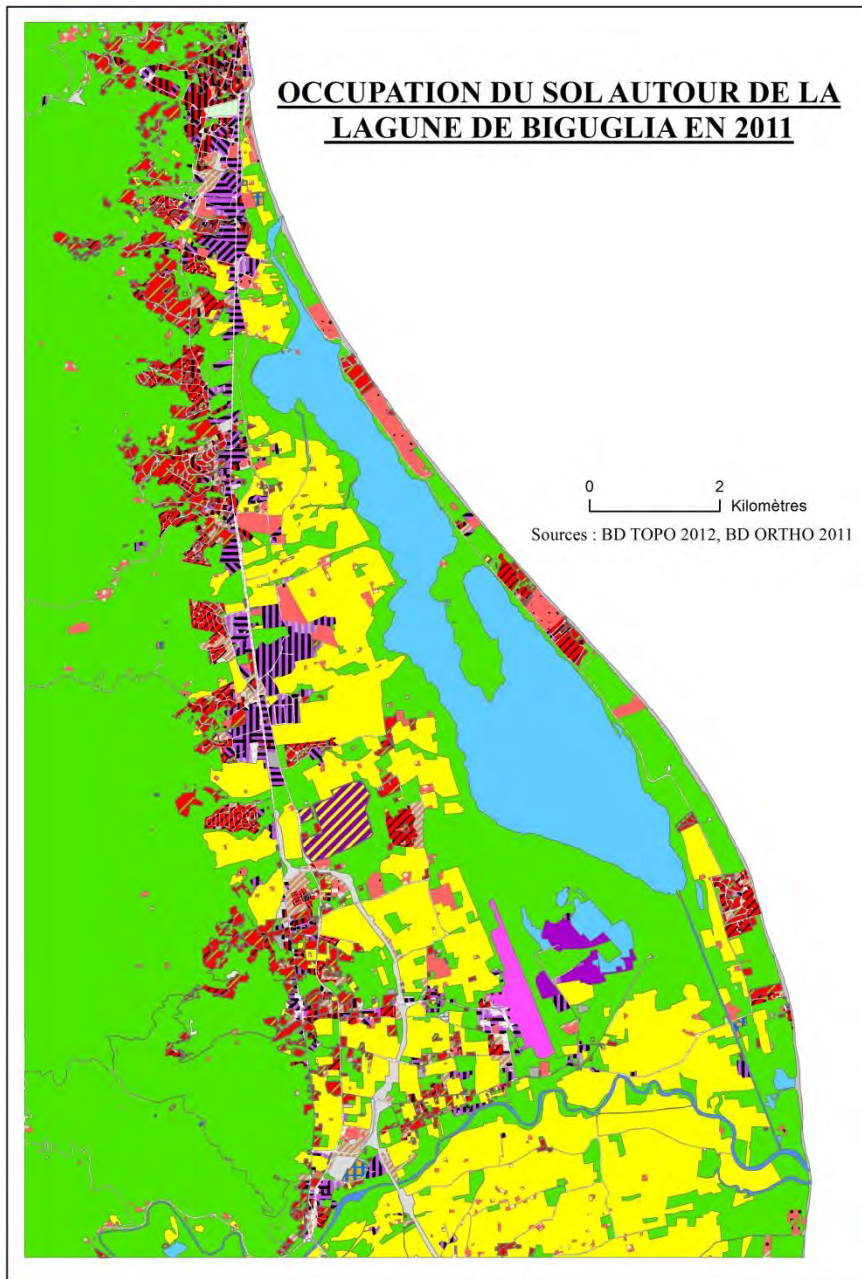 OCCUPATION DU SOL AUTOUR DE LA
LAGUNE DE BIGUGLIA EN 2011
0 2
Kilomètres
Sources : BD TOPO 2012, BD ORTHO 2011